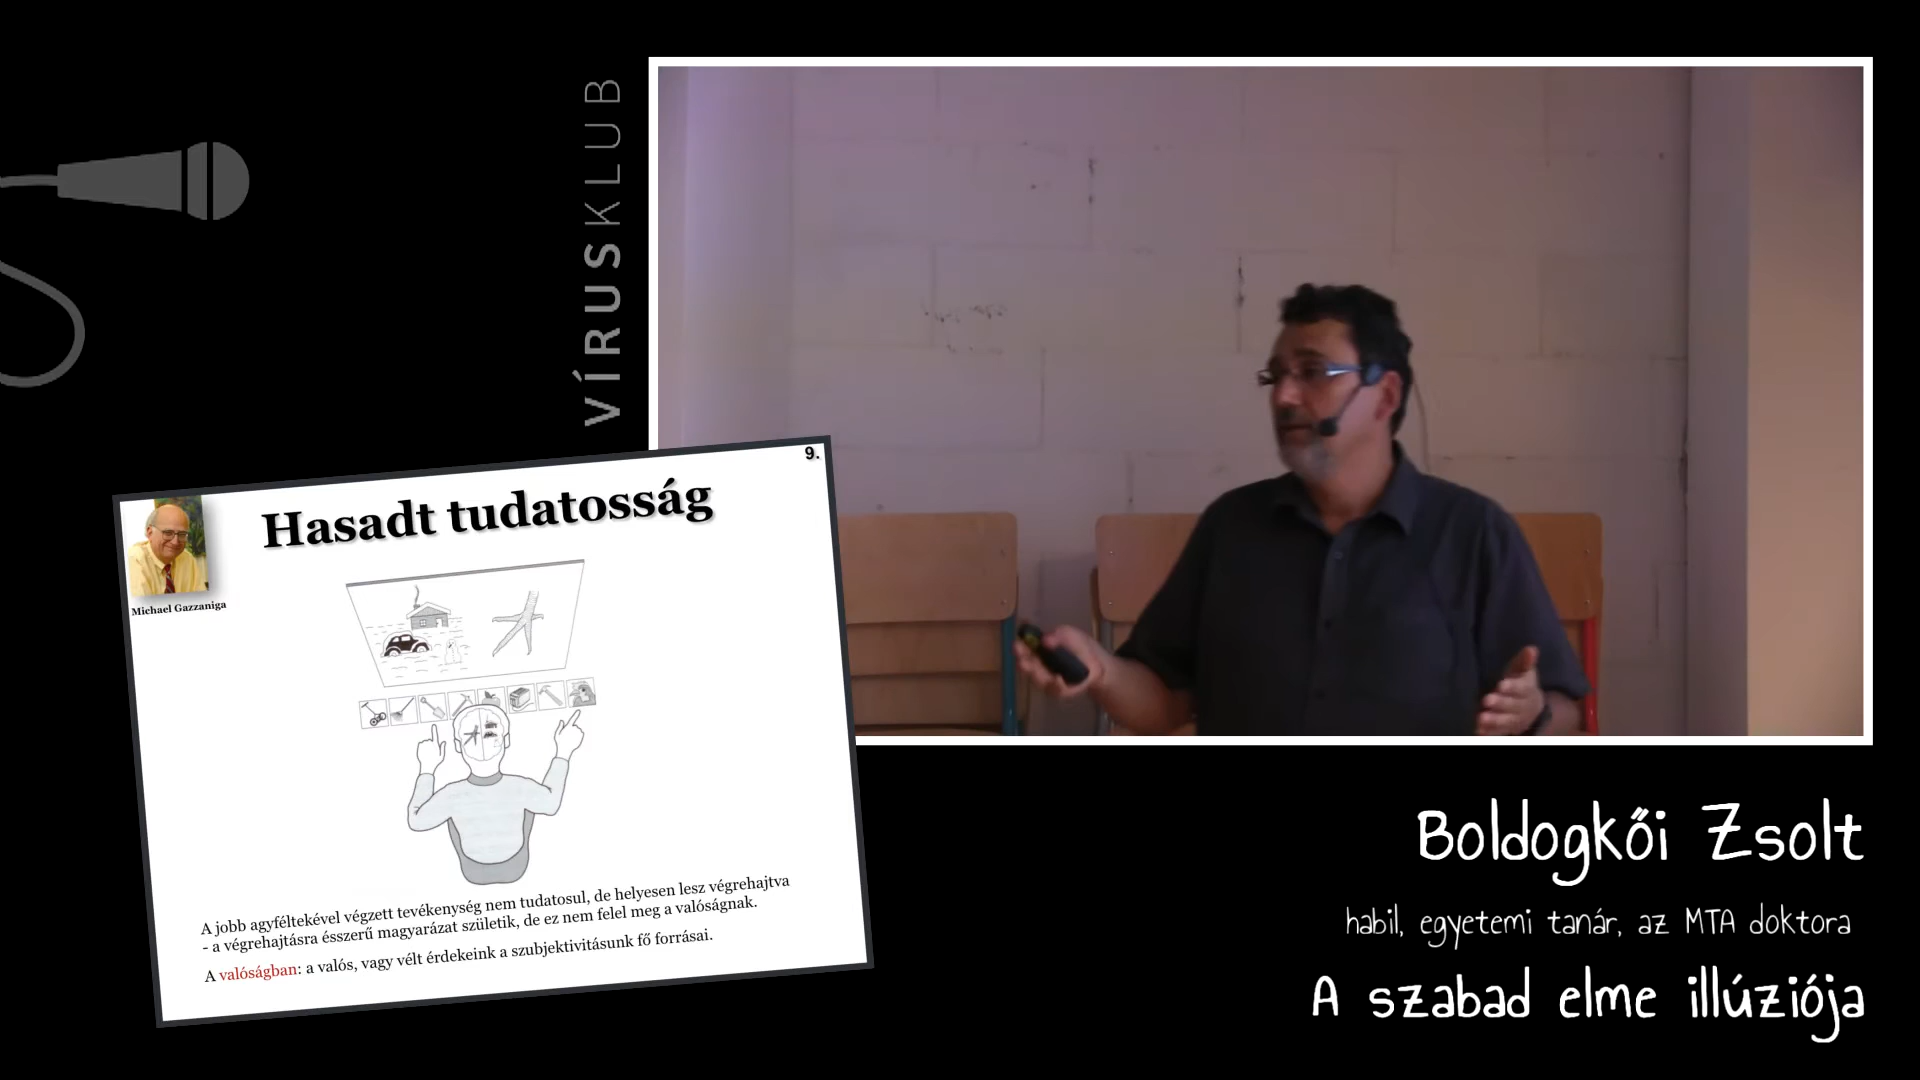 VÍRUSKLUB
9.
Hasadt tudatosság
Michael Gazzaniga
A jobb agyféltekével végzett tevékenység nem tudatosul, de helyesen lesz végrehajtva
- a végrehajtásra ésszerű magyarázat születik, de ez nem felel meg a valóságnak.
A valóságban: a valós, vagy vélt érdekeink a szubjektivitásunk fő forrásai.
Boldogkői Zsolt
habil, egyetemi tanár, az MTA doktora
A szabad elme illúziója